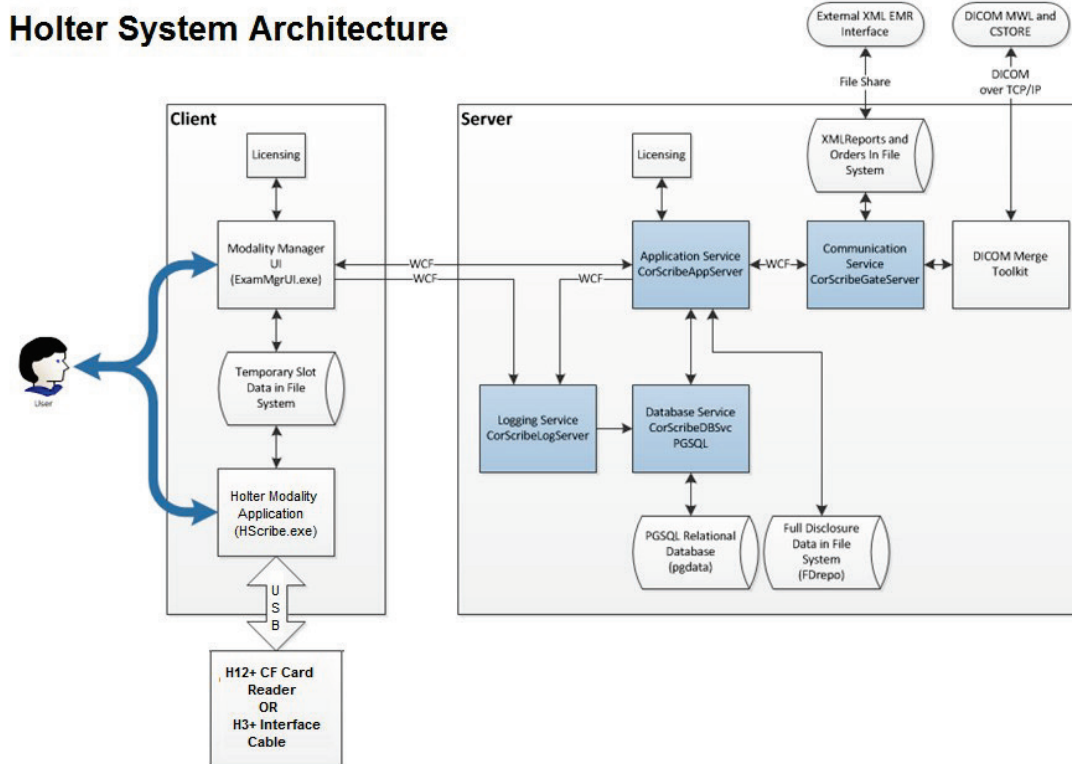 Holter System Architecture
External XML EMR
Interface
DICOM MWL and
CSTORE
File Share
DICOM
over TCP/IP
Client
Server
Licensing
Licensing
XMLReports and
Orders In File
System
Modality Manager
UI
(ExamMgrUI.exe)
WCF
WCF
Application Service
CorScribeAppServer
WCF
WCF
Communication
Service
CorScribeGateServer
DICOM Merge
Toolkit
User
Temporary Slot
Data in File
System
Logging Service
CorScribeLogServer
Database Service
CorScribeDBSvc
PGSQL
Holter Modality
Application
(HScribe.exe)
PGSQL Relational
Database
(pgdata)
Full Disclosure
Data in File
System
(FDrepo)
U
S
B
H12+ CF Card
Reader
OR
H3+ Interface
Cable